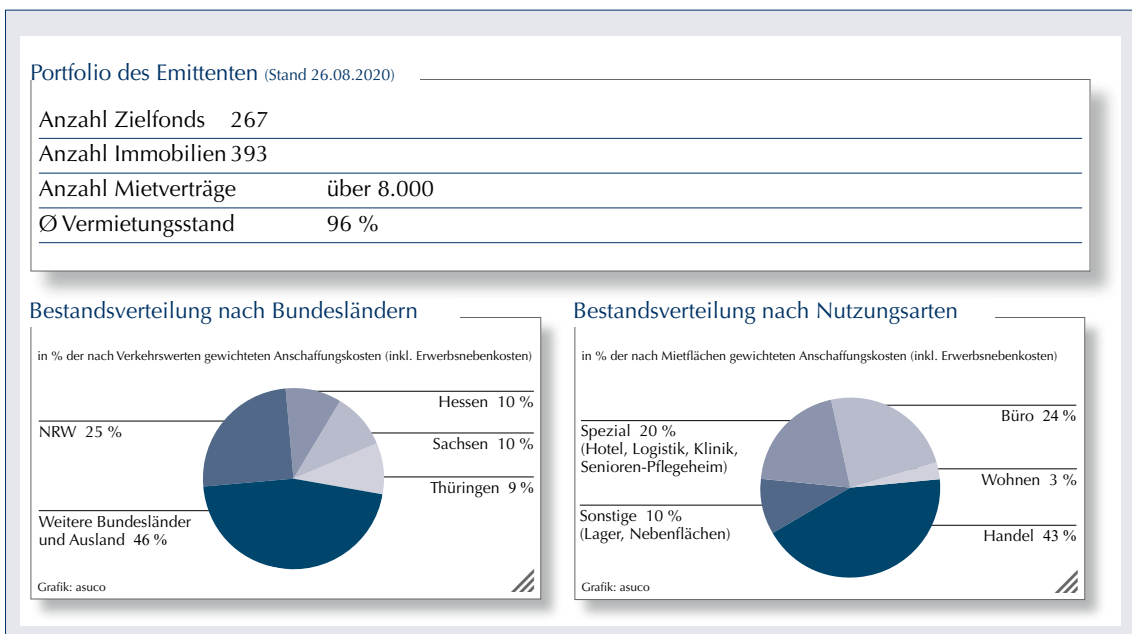 Portfolio des Emittenten (Stand 26.08.2020)
Anzahl Zielfonds 267
Anzahl Immobilien 393
Anzahl Mietverträge über 8.000
Ø Vermietungsstand 96 %
Bestandsverteilung nach Bundesländern
in % der nach Verkehrswerten gewichteten Anschaffungskosten (inkl. Erwerbsnebenkosten)
Hessen 10 %
NRW 25 %
Sachsen 10 %
Thüringen 9 %
Weitere Bundesländer
und Ausland 46 %
Grafik: asuco
Bestandsverteilung nach Nutzungsarten
in % der nach Mietflächen gewichteten Anschaffungskosten (inkl. Erwerbsnebenkosten)
Büro 24 %
Spezial 20 %
(Hotel, Logistik, Klinik,
Senioren-Pflegeheim)
Wohnen 3 %
Sonstige 10 %
(Lager, Nebenflächen)
Handel 43 %
Grafik: asuco